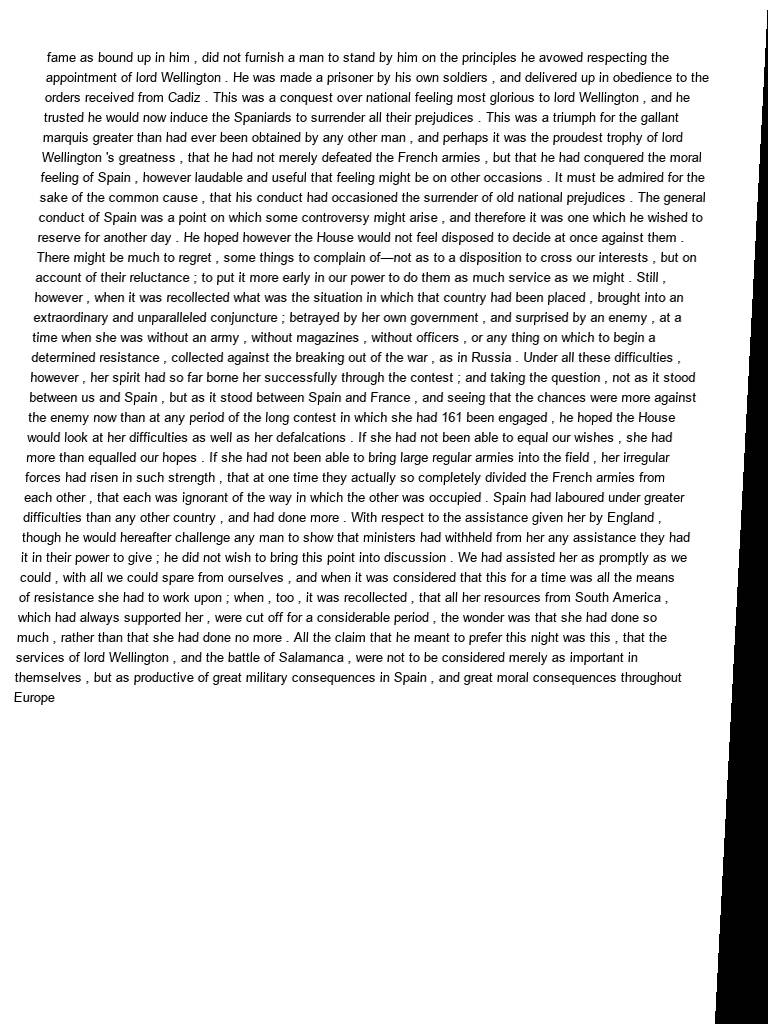 fame as bound up in him , did not furnish a man to stand by him on the principles he avowed respecting the
appointment of lord Wellington . He was made a prisoner by his own soldiers , and delivered up in obedience to the
orders received from Cadiz . This was a conquest over national feeling most glorious to lord Wellington , and he
trusted he would now induce the Spaniards to surrender all their prejudices . This was a triumph for the gallant
marquis greater than had ever been obtained by any other man , and perhaps it was the proudest trophy of lord
Wellington 's greatness , that he had not merely defeated the French armies , but that he had conquered the moral
feeling of Spain , however laudable and useful that feeling might be on other occasions . It must be admired for the
sake of the common cause , that his conduct had occasioned the surrender of old national prejudices . The general
conduct of Spain was a point on which some controversy might arise , and therefore it was one which he wished to
reserve for another day . He hoped however the House would not feel disposed to decide at once against them .
There might be much to regret , some things to complain of—not as to a disposition to cross our interests , but on
account of their reluctance ; to put it more early in our power to do them as much service as we might . Still ,
however , when it was recollected what was the situation in which that country had been placed , brought into an
extraordinary and unparalleled conjuncture ; betrayed by her own government , and surprised by an enemy , at a
time when she was without an army , without magazines , without officers , or any thing on which to begin a
determined resistance , collected against the breaking out of the war , as in Russia . Under all these difficulties ,
however , her spirit had so far borne her successfully through the contest ; and taking the question , not as it stood
between us and Spain , but as it stood between Spain and France , and seeing that the chances were more against
the enemy now than at any period of the long contest in which she had 161 been engaged , he hoped the House
would look at her difficulties as well as her defalcations . If she had not been able to equal our wishes , she had
more than equalled our hopes . If she had not been able to bring large regular armies into the field , her irregular
forces had risen in such strength , that at one time they actually so completely divided the French armies from
each other , that each was ignorant of the way in which the other was occupied . Spain had laboured under greater
difficulties than any other country , and had done more . With respect to the assistance given her by England ,
though he would hereafter challenge any man to show that ministers had withheld from her any assistance they had
it in their power to give ; he did not wish to bring this point into discussion . We had assisted her as promptly as we
could , with all we could spare from ourselves , and when it was considered that this for a time was all the means
of resistance she had to work upon ; when , too , it was recollected , that all her resources from South America ,
which had always supported her , were cut off for a considerable period , the wonder was that she had done so
much , rather than that she had done no more . All the claim that he meant to prefer this night was this , that the
services of lord Wellington , and the battle of Salamanca , were not to be considered merely as important in
themselves , but as productive of great military consequences in Spain , and great moral consequences throughout
Europe